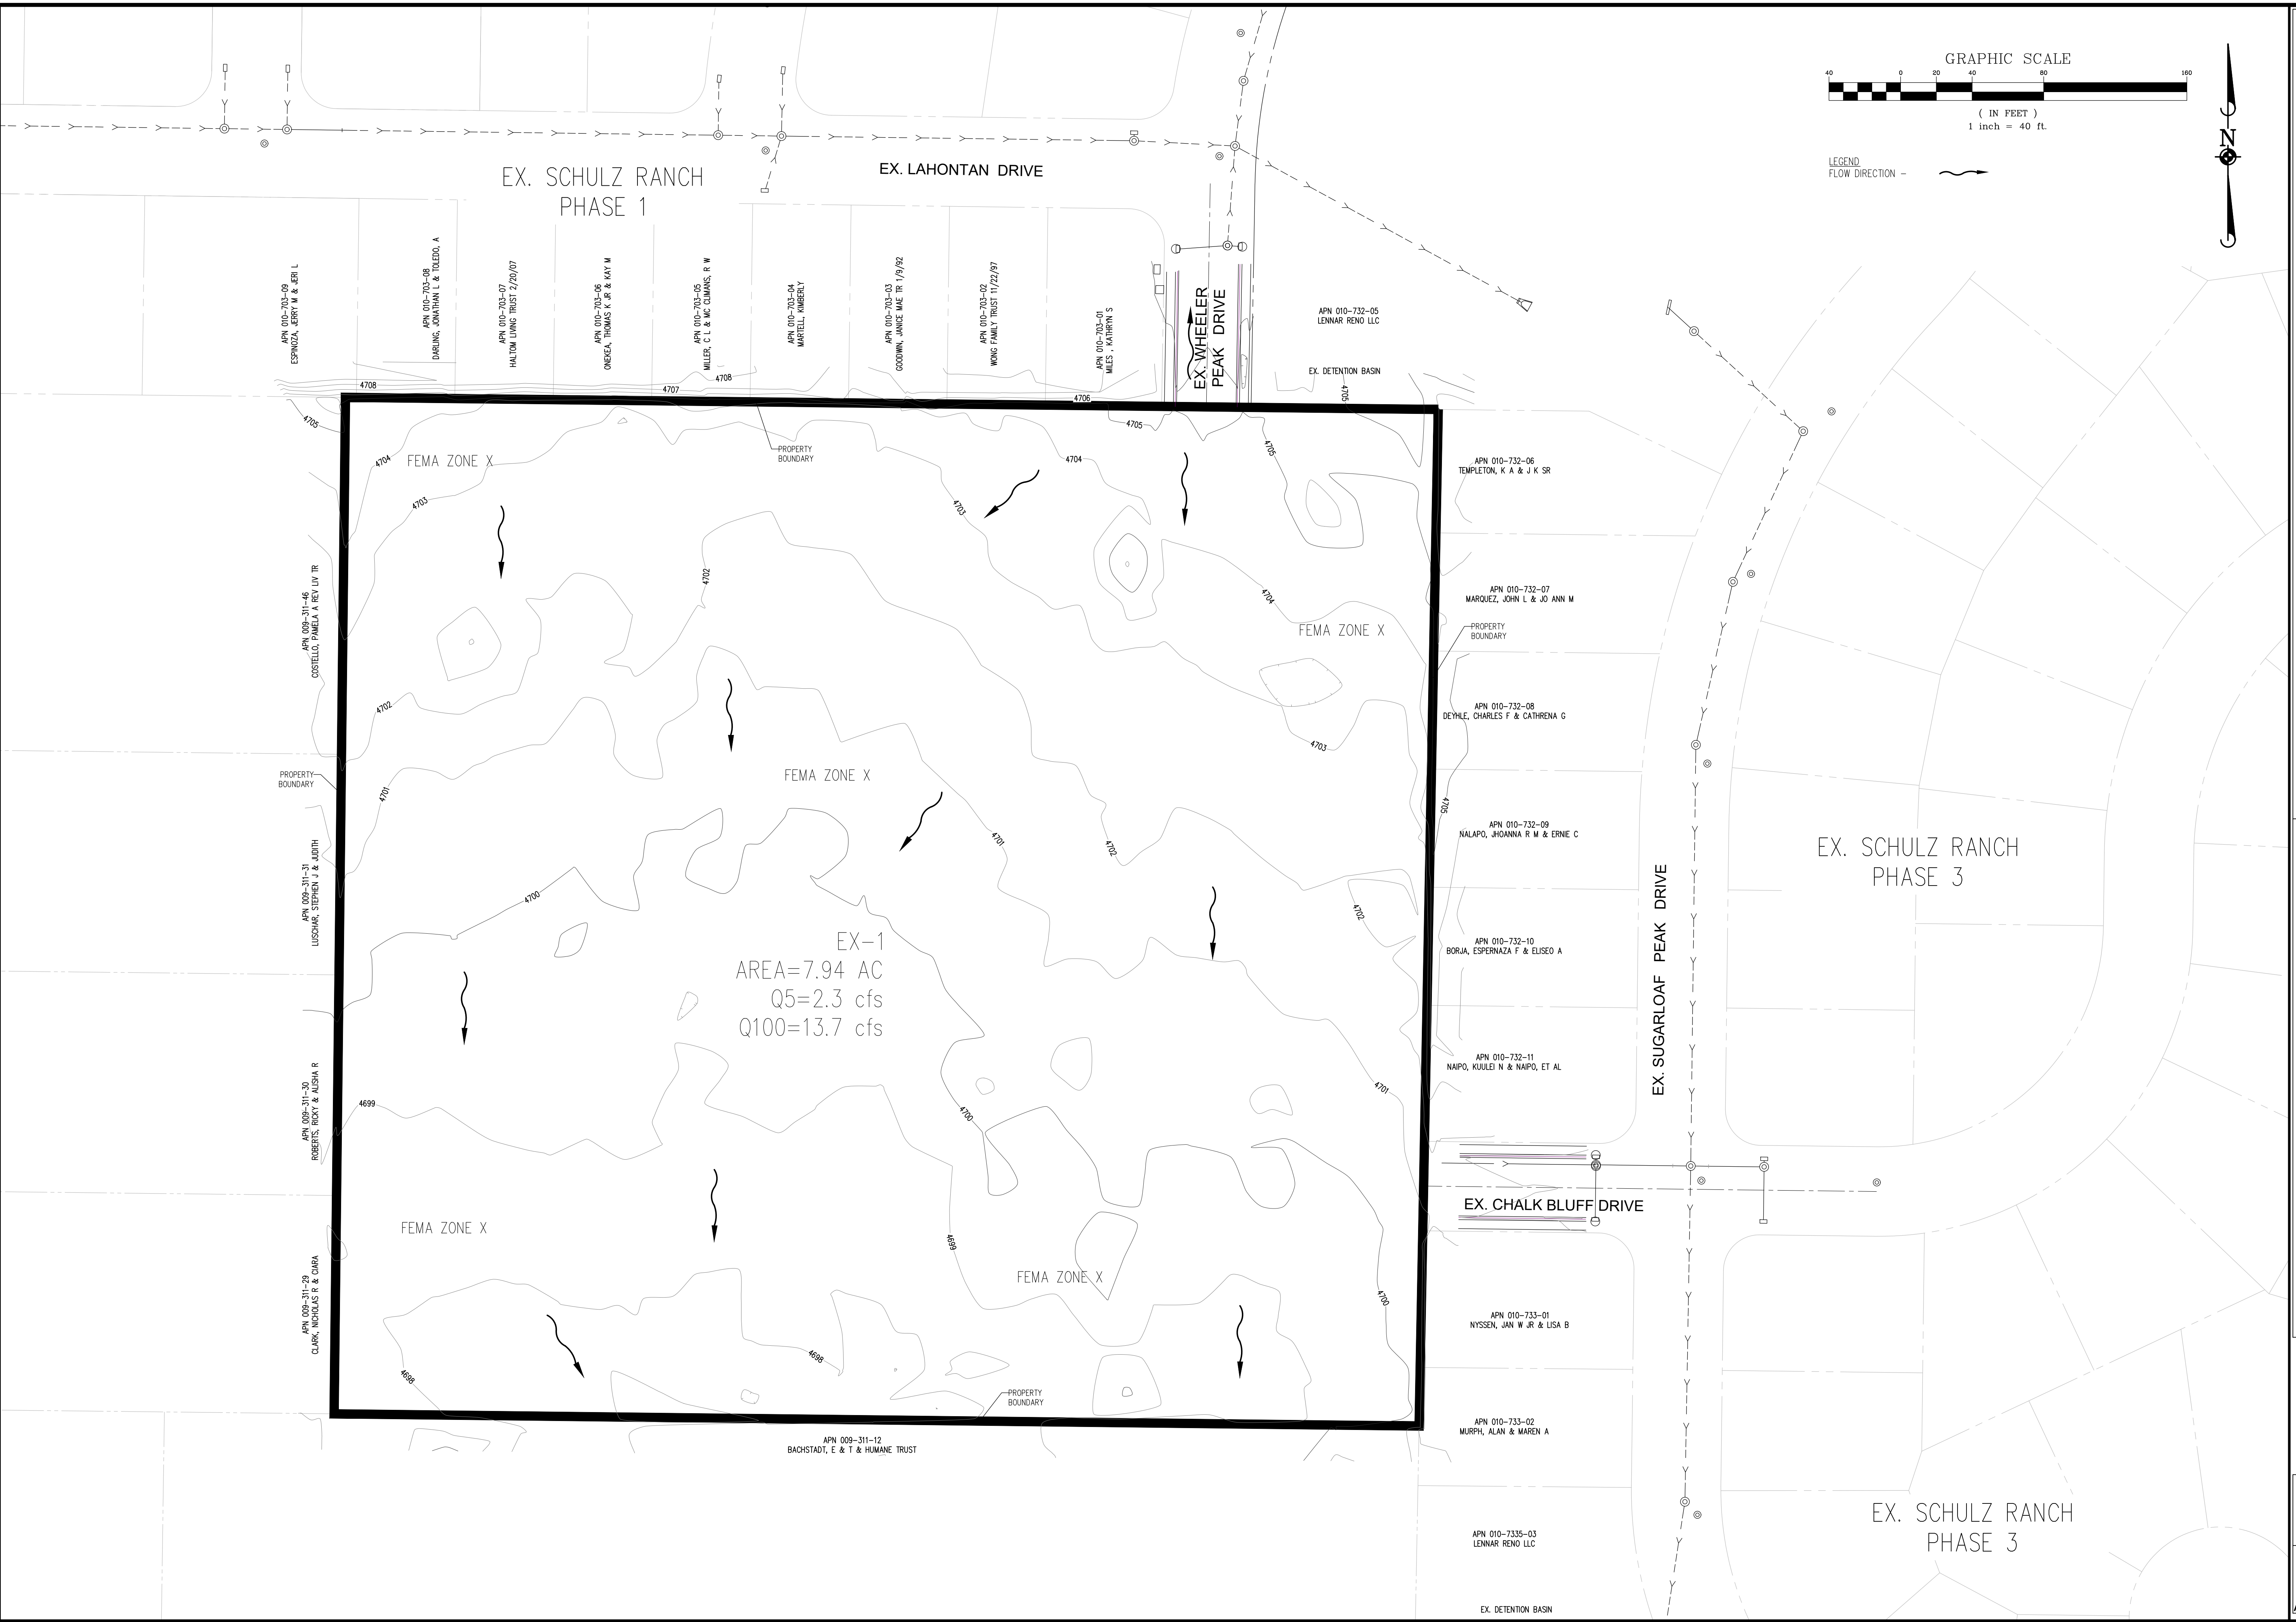 GRAPHIC SCALE
40 0 20 40 80 160
( IN FEET )
1 inch = 40 ft.
N
LEGEND
FLOW DIRECTION -
EX. SCHULZ RANCH
PHASE 1
EX. LAHONTAN DRIVE
EX. WHEELER
PEAK DRIVE
APN 010-703-09
ESPINOZA, JERRY M & JERI L
APN 010-703-08
DARLING, JONATHAN L & TOLEDO, A
APN 010-703-07
HALTOM LIVING TRUST 2/20/07
APN 010-703-06
ONEKEA, THOMAS K JR & KAY M
APN 010-703-05
MILLER, C L & MC CLIMANS, R W
APN 010-703-04
MARTELL, KIMBERLY
APN 010-703-03
GOODWIN, JANICE MAE TR 1/9/92
APN 010-703-02
WONG FAMILY TRUST 11/22/97
APN 010-703-01
MILES , KATHRYN S
APN 010-732-05
LENNAR RENO LLC
EX. DETENTION BASIN
4708
4707
4708
4706
4705
4705
4705
4704
4703
FEMA ZONE X
PROPERTY
BOUNDARY
4704
4705
4703
4702
4704
FEMA ZONE X
APN 010-732-06
TEMPLETON, K A & J K SR
APN 010-732-07
MARQUEZ, JOHN L & JO ANN M
PROPERTY
BOUNDARY
APN 009-311-46
COSTELLO, PAMELA A REV LIV TR
4702
4703
APN 010-732-08
DEYHLE, CHARLES F & CATHRENA G
PROPERTY
BOUNDARY
4701
FEMA ZONE X
4701
4702
4705
APN 010-732-09
NALAPO, JHOANNA R M & ERNIE C
EX. SCHULZ RANCH
PHASE 3
APN 009-311-31
LUSCHAR, STEPHEN J & JUDITH
4700
4702
EX-1
AREA=7.94 AC
Q5=2.3 cfs
Q100=13.7 cfs
APN 010-732-10
BORJA, ESPERNAZA F & ELISEO A
EX. SUGARLOAF PEAK DRIVE
APN 009-311-30
ROBERTS, RICKY & ALISHA R
4699
4700
4701
APN 010-732-11
NAIPO, KUULEI N & NAIPO, ET AL
EX. CHALK BLUFF DRIVE
FEMA ZONE X
4699
FEMA ZONE X
4700
APN 009-311-29
CLARK, NICHOLAS R & CIARA
4698
4698
APN 010-733-01
NYSSEN, JAN W JR & LISA B
PROPERTY
BOUNDARY
APN 010-733-02
MURPH, ALAN & MAREN A
APN 009-311-12
BACHSTADT, E & T & HUMANE TRUST
APN 010-7335-03
LENNAR RENO LLC
EX. SCHULZ RANCH
PHASE 3
EX. DETENTION BASIN